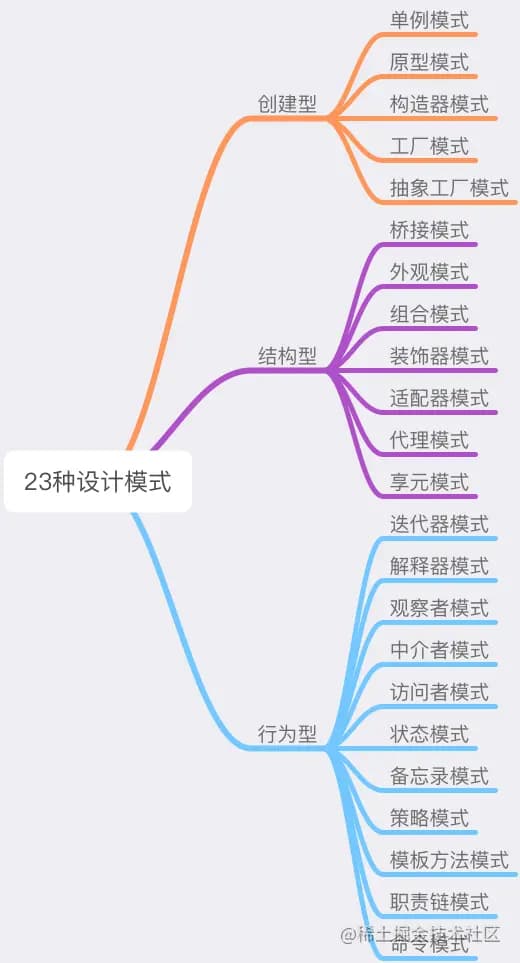 23种设计模式
创建型
单例模式
原型模式
构造器模式
工厂模式
抽象工厂模式
结构型
桥接模式
外观模式
组合模式
装饰器模式
适配器模式
代理模式
享元模式
行为型
迭代器模式
解释器模式
观察者模式
中介者模式
访问者模式
状态模式
备忘录模式
策略模式
模板方法模式
职责链模式
命令模式
@稀土掘金技术社区